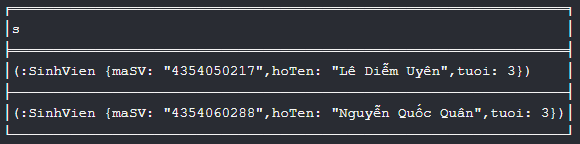 s
(:SinhVien {maSV: "4354050217",hoTen: "Lê Diễm Uyên",tuoi: 3})
(:SinhVien {maSV: "4354060288",hoTen: "Nguyễn Quốc Quân",tuoi: 3})